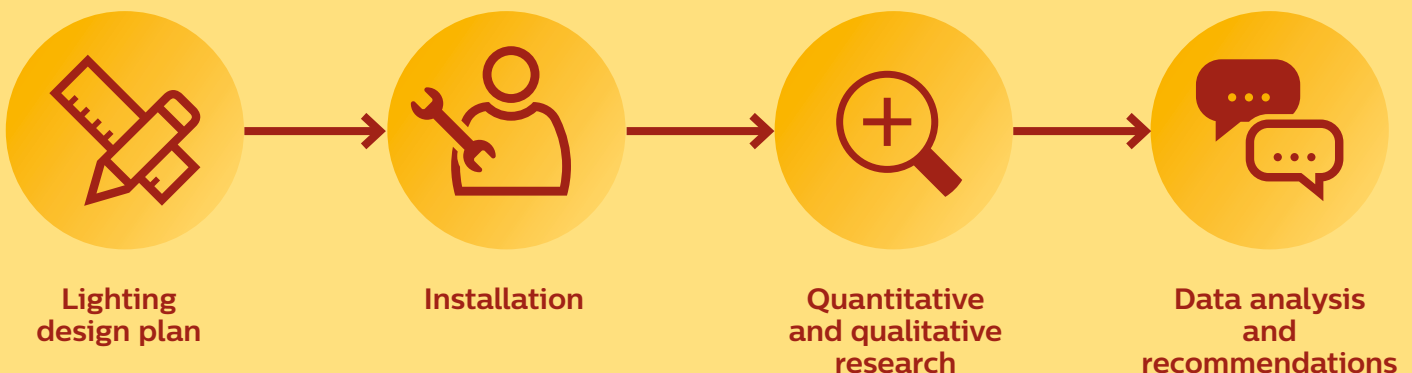 Lighting
design plan
Installation
Quantitative
and qualitative
research
Data analysis
and
recommendations